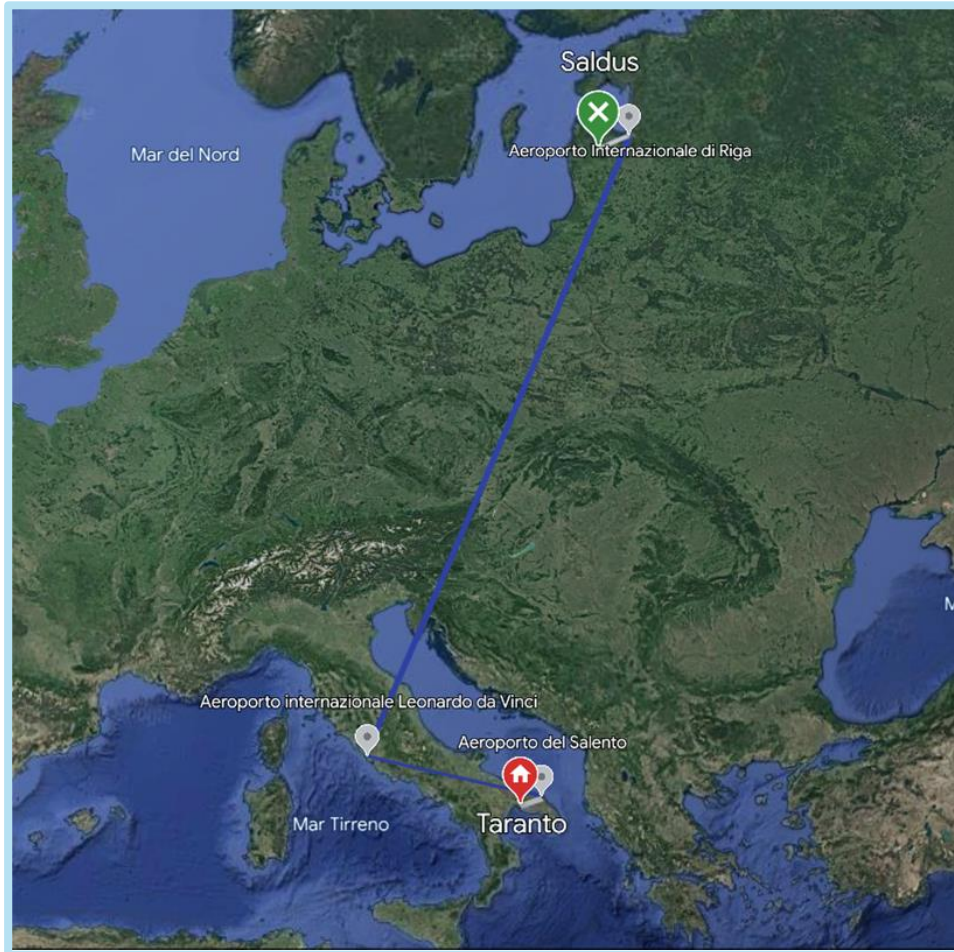 Saldus
Mar del Nord
Aeroporto Internazionale di Riga
M
Aeroporto internazionale Leonardo da Vinci
Aeroporto del Salento
Mar Tirreno
Taranto